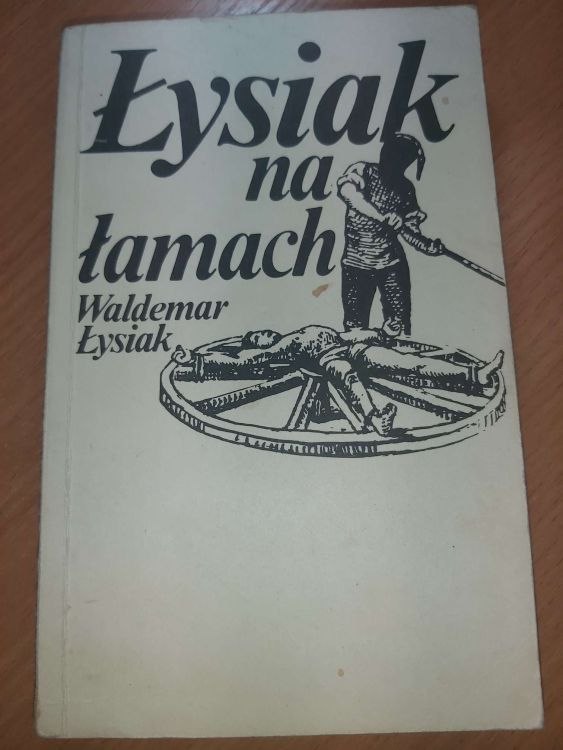 Łysiak
na
łamach
Waldemar
Łysiak